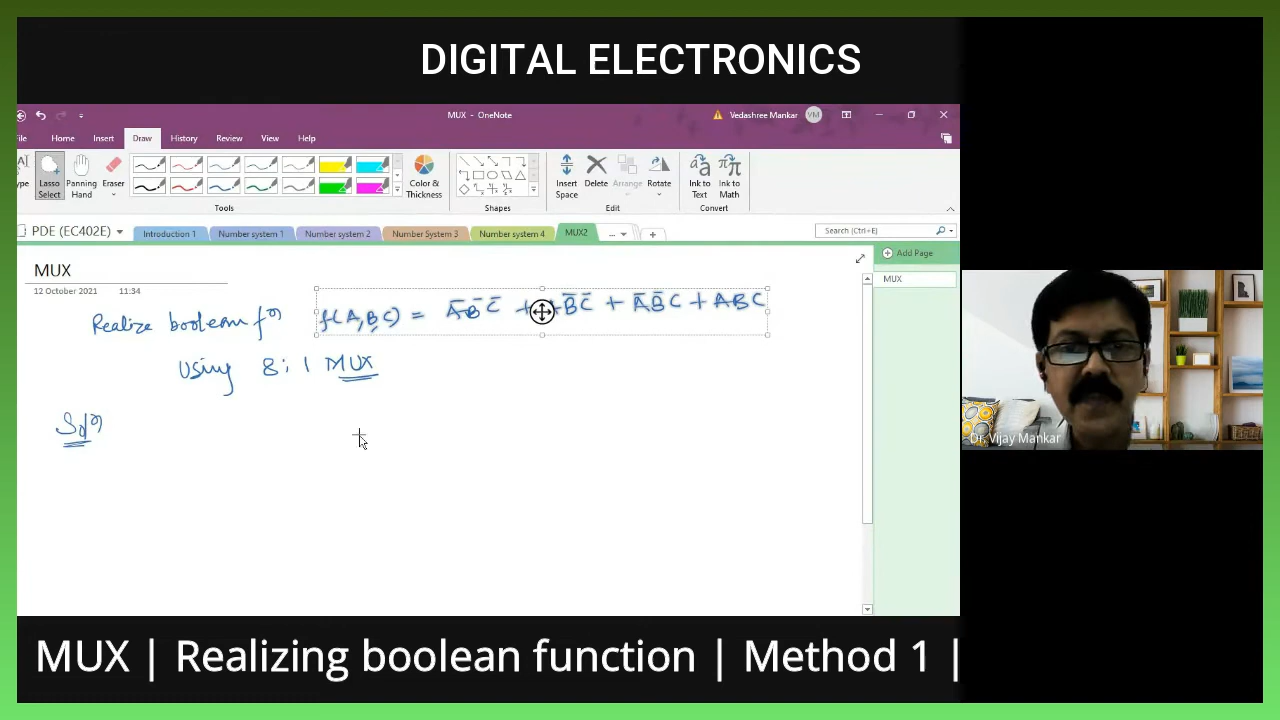 DIGITAL ELECTRONICS
MUX - OneNote
Vedashree Mankar
VM
File Home Insert Draw History Review View Help
Type
Lasso Select
Panning Hand
Eraser
Color & Thickness
Insert Space
Delete
Arrange
Rotate
Ink to Text
Ink to Math
Tools Shapes Edit Convert
PDE (EC402E) Introduction 1 Number system 1 Number system 2 Number System 3 Number system 4 MUX2 ... + Search (Ctrl+E)
Add Page
MUX
MUX
12 October 2021 11:34
Realize boolean fn f(A,B,C) = + B̄C̄ + ĀB̄C + ABC
Using 8:1 MUX
Soln
Dr. Vijay Mankar
MUX | Realizing boolean function | Method 1 |